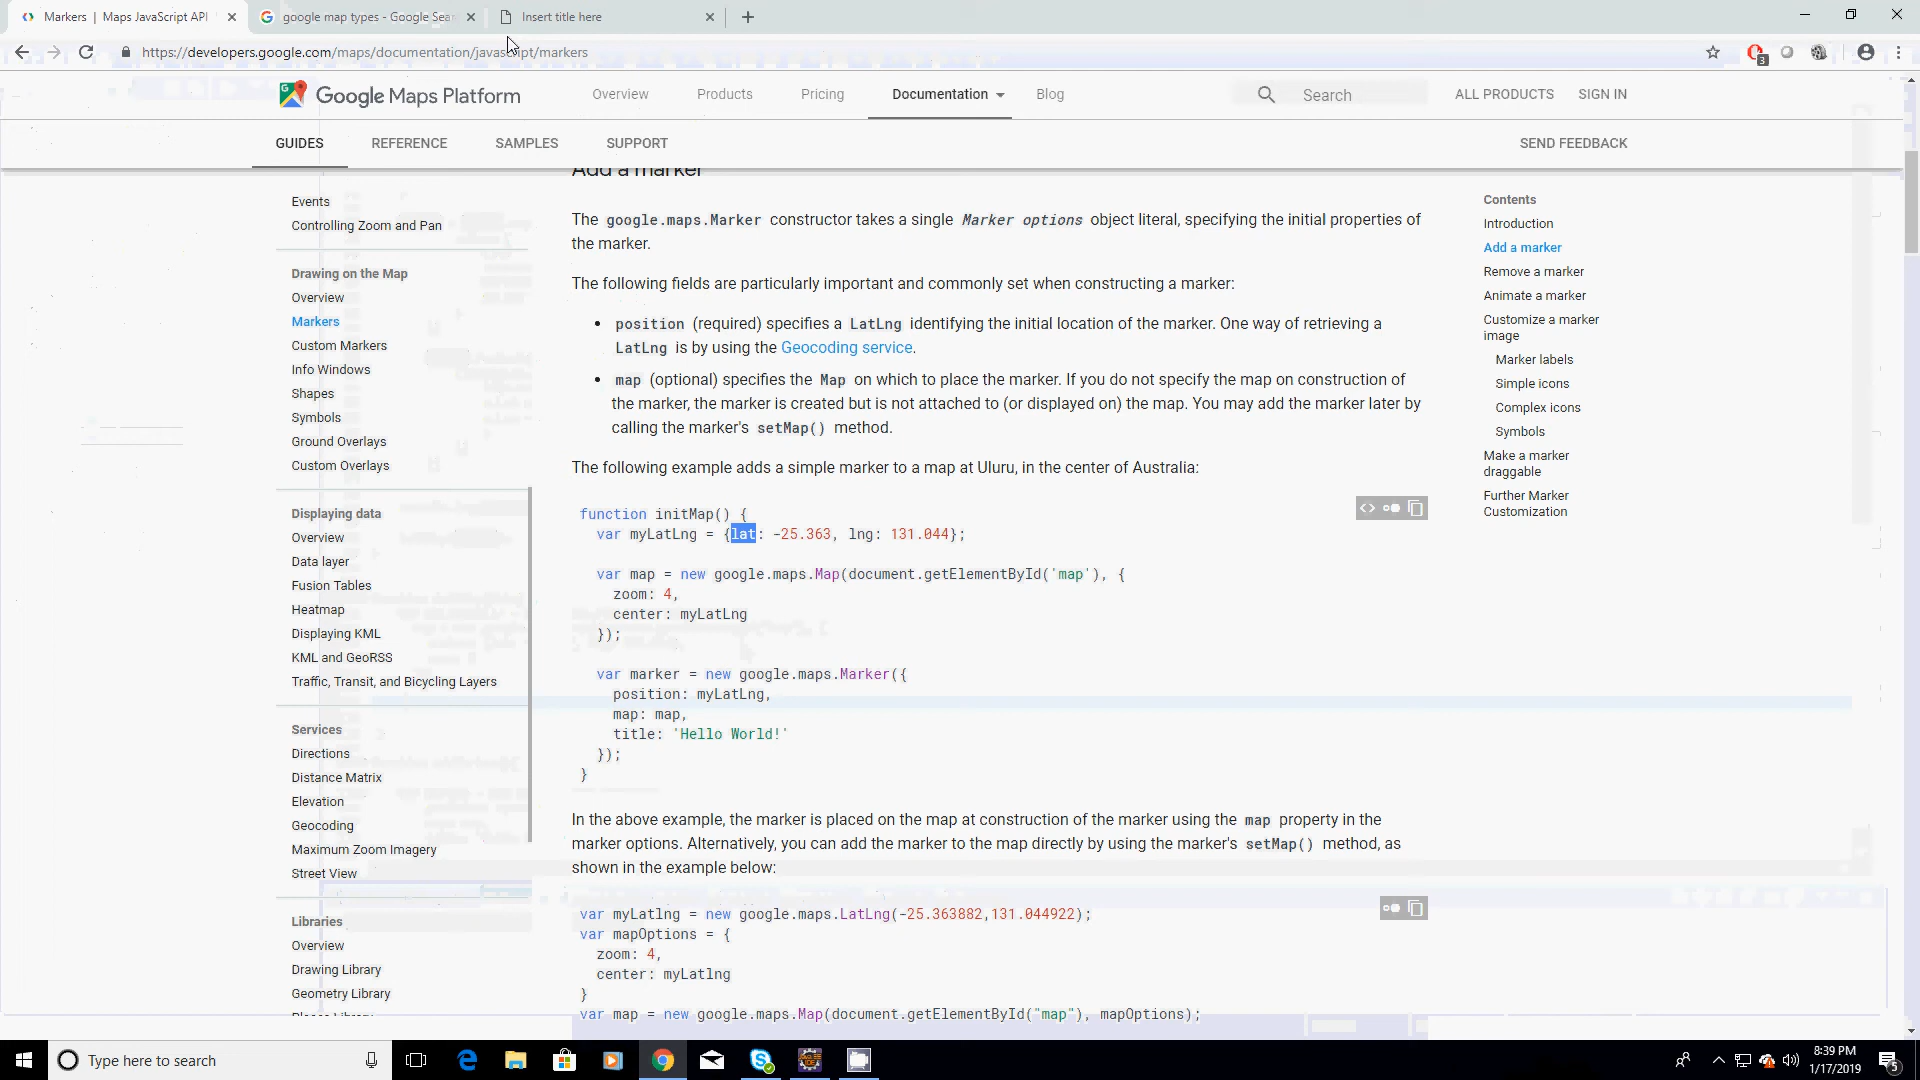 Markers | Maps JavaScript API
google map types - Google Sea
Insert title here
https://developers.google.com/maps/documentation/javascript/markers
3
Google Maps Platform
Overview
Products
Pricing
Documentation
Blog
Search
ALL PRODUCTS
SIGN IN
GUIDES
REFERENCE
SAMPLES
SUPPORT
SEND FEEDBACK
Events
Controlling Zoom and Pan
Drawing on the Map
Overview
Markers
Custom Markers
Info Windows
Shapes
Symbols
Ground Overlays
Custom Overlays
Displaying data
Overview
Data layer
Fusion Tables
Heatmap
Displaying KML
KML and GeoRSS
Traffic, Transit, and Bicycling Layers
Services
Directions
Distance Matrix
Elevation
Geocoding
Maximum Zoom Imagery
Street View
Libraries
Overview
Drawing Library
Geometry Library
Add a marker
The google.maps.Marker constructor takes a single Marker options object literal, specifying the initial properties of
the marker.
The following fields are particularly important and commonly set when constructing a marker:
• position (required) specifies a LatLng identifying the initial location of the marker. One way of retrieving a
LatLng is by using the Geocoding service.
• map (optional) specifies the Map on which to place the marker. If you do not specify the map on construction of
the marker, the marker is created but is not attached to (or displayed on) the map. You may add the marker later by
calling the marker's setMap() method.
The following example adds a simple marker to a map at Uluru, in the center of Australia:
function initMap() {
var myLatLng = {lat: -25.363, lng: 131.044};
var map = new google.maps.Map(document.getElementById('map'), {
zoom: 4,
center: myLatLng
});
var marker = new google.maps.Marker({
position: myLatLng,
map: map,
title: 'Hello World!'
});
}
In the above example, the marker is placed on the map at construction of the marker using the map property in the
marker options. Alternatively, you can add the marker to the map directly by using the marker's setMap() method, as
shown in the example below:
var myLatlng = new google.maps.LatLng(-25.363882,131.044922);
var mapOptions = {
zoom: 4,
center: myLatlng
}
var map = new google.maps.Map(document.getElementById("map"), mapOptions);
Contents
Introduction
Add a marker
Remove a marker
Animate a marker
Customize a marker
image
Marker labels
Simple icons
Complex icons
Symbols
Make a marker
draggable
Further Marker
Customization
Type here to search
8:39 PM
1/17/2019
5